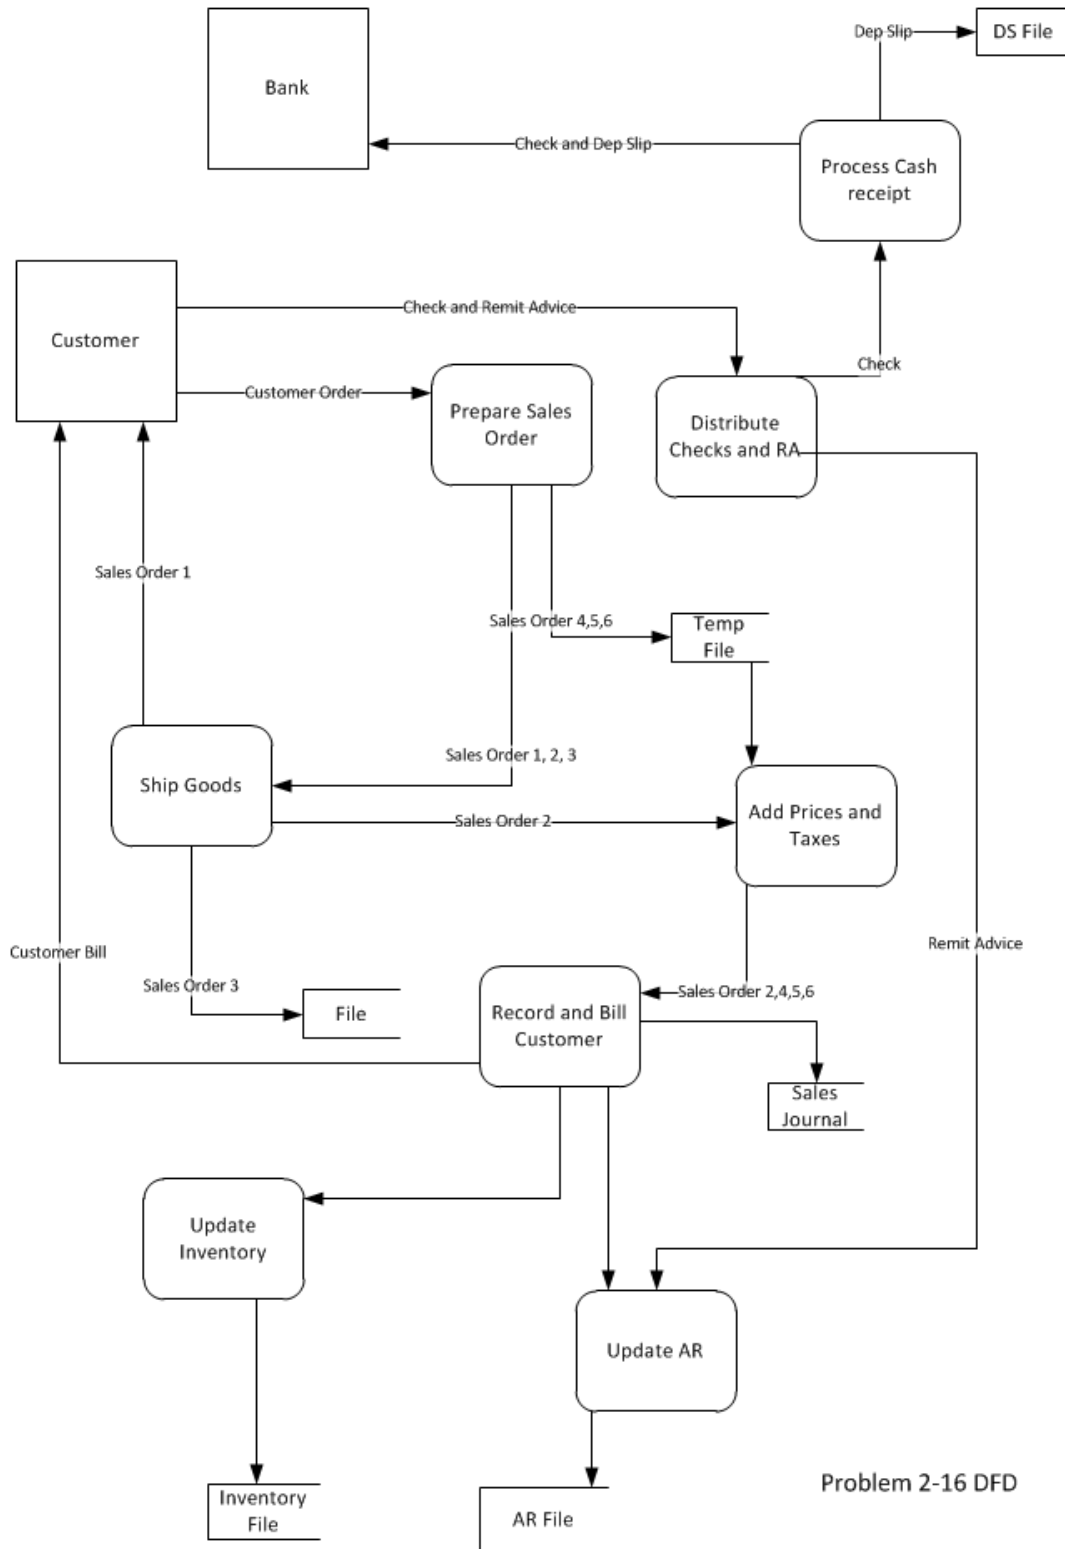 Dep Slip
DS File
Bank
Check and Dep Slip
Process Cash
receipt
Customer
Check and Remit Advice
Check
Customer Order
Prepare Sales
Order
Distribute
Checks and RA
Sales Order 1
Sales Order 4,5,6
Temp
File
Sales Order 1, 2, 3
Ship Goods
Sales Order 2
Add Prices and
Taxes
Customer Bill
Remit Advice
Sales Order 3
File
Record and Bill
Customer
Sales Order 2,4,5,6
Sales
Journal
Update
Inventory
Update AR
Inventory
File
AR File
Problem 2-16 DFD